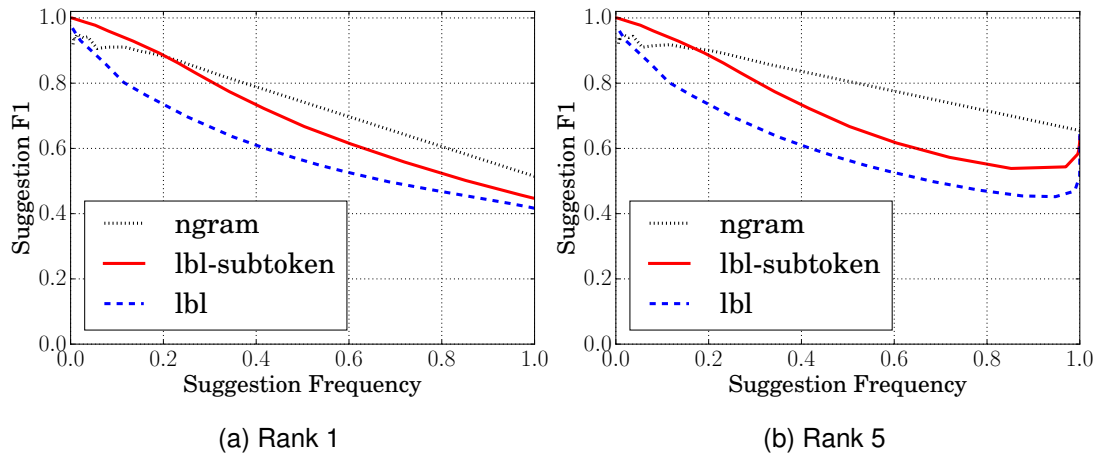 1.0
0.8
0.6
0.4
0.2
0.0
Suggestion F1
ngram
lbl-subtoken
lbl
0.0 0.2 0.4 0.6 0.8 1.0
Suggestion Frequency
(a) Rank 1
1.0
0.8
0.6
0.4
0.2
0.0
Suggestion F1
ngram
lbl-subtoken
lbl
0.0 0.2 0.4 0.6 0.8 1.0
Suggestion Frequency
(b) Rank 5